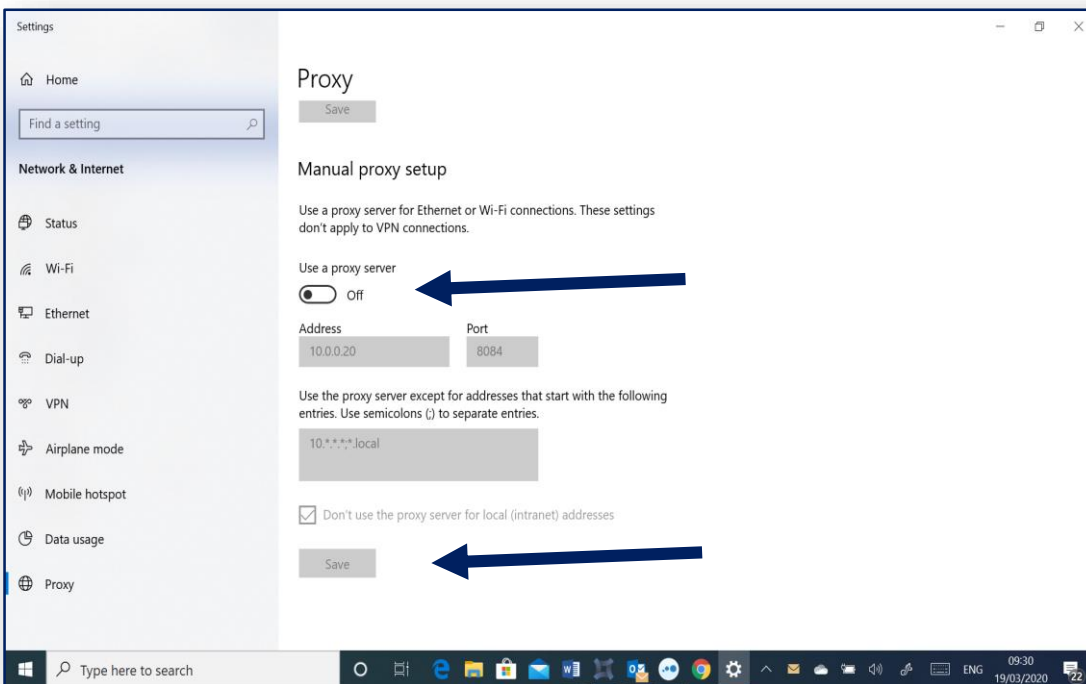 Settings
Home
Find a setting
Network & Internet
Status
Wi-Fi
Ethernet
Dial-up
VPN
Airplane mode
Mobile hotspot
Data usage
Proxy
Proxy
Save
Manual proxy setup
Use a proxy server for Ethernet or Wi-Fi connections. These settings
don't apply to VPN connections.
Use a proxy server
Off
Address Port
10.0.0.20 8084
Use the proxy server except for addresses that start with the following
entries. Use semicolons (;) to separate entries.
10.*.*.*;*.local
Don't use the proxy server for local (intranet) addresses
Save
Type here to search
ENG
09:30
19/03/2020
22